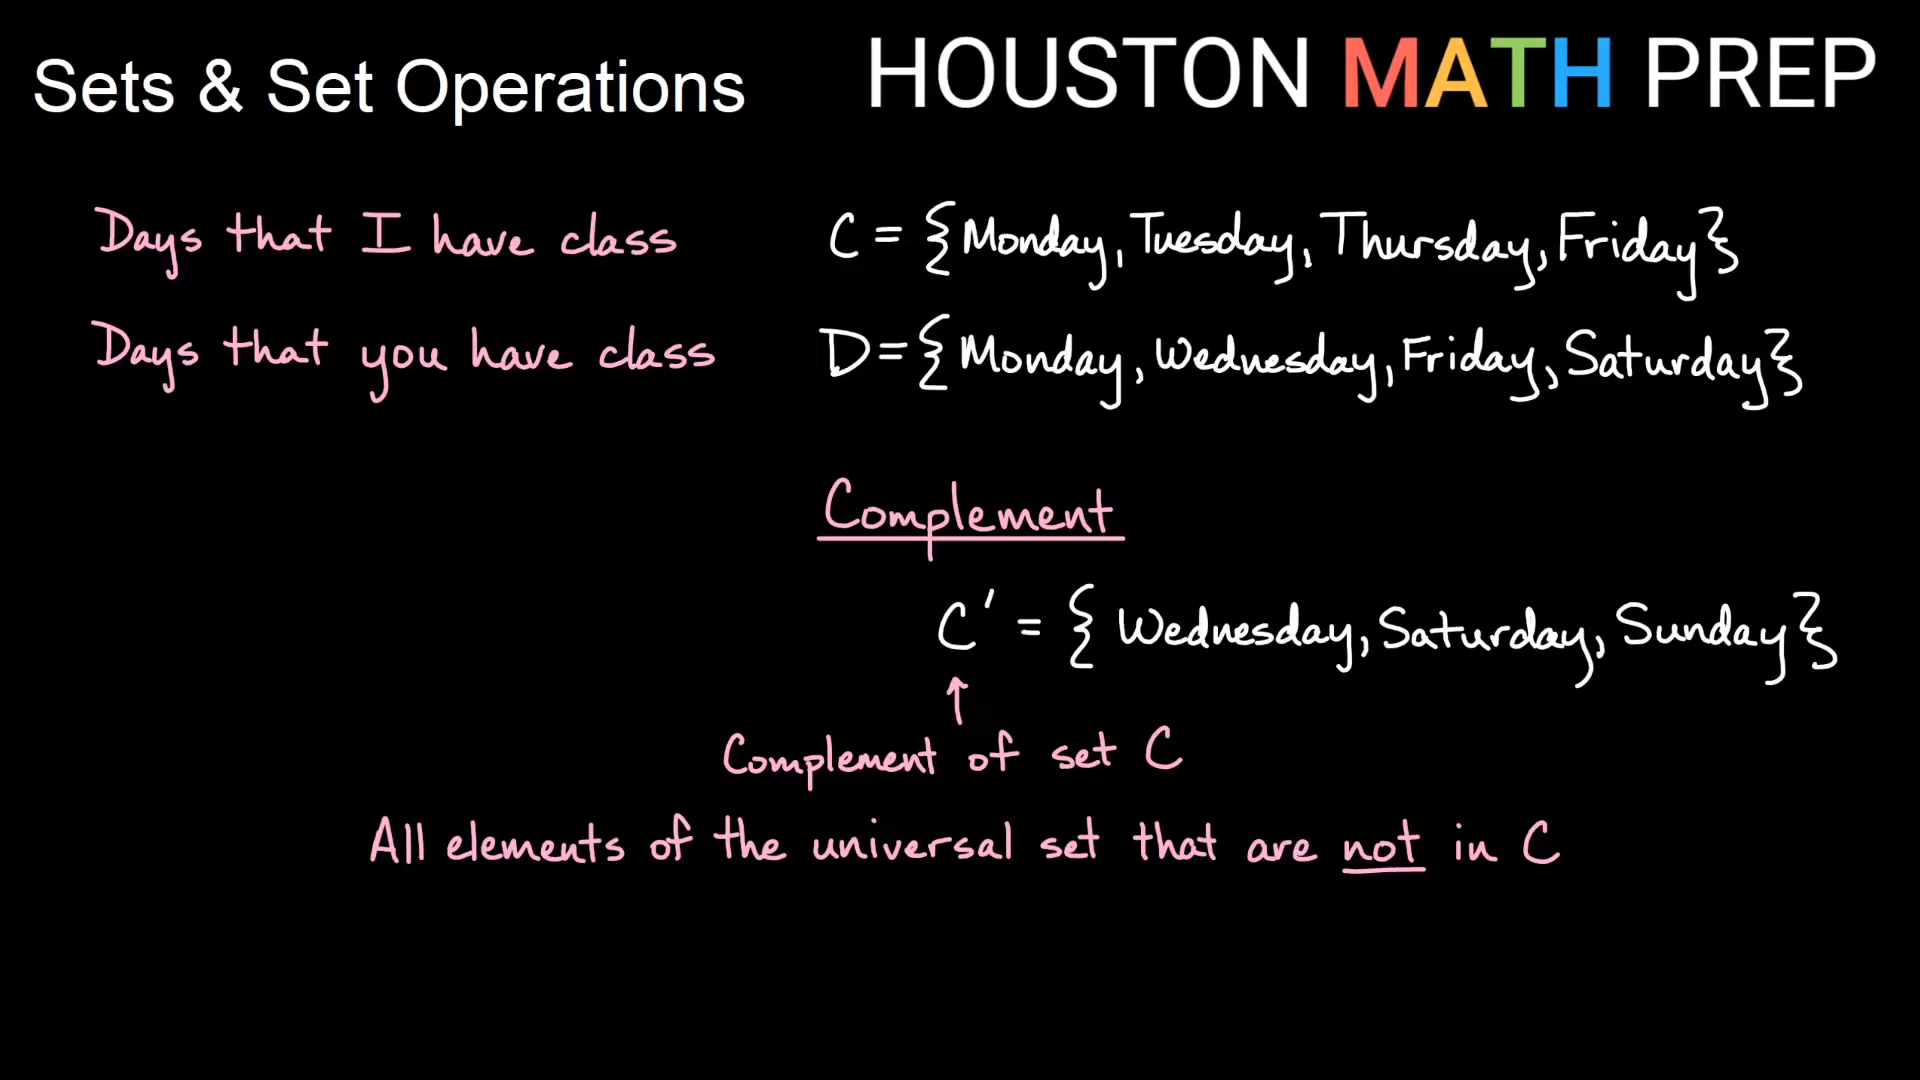 Sets & Set Operations
HOUSTON MATH PREP
Days that I have class
C = {Monday, Tuesday, Thursday, Friday}
Days that you have class
D = {Monday, Wednesday, Friday, Saturday}
Complement
C' = { Wednesday, Saturday, Sunday}
↑
Complement of set C
All elements of the universal set that are not in C